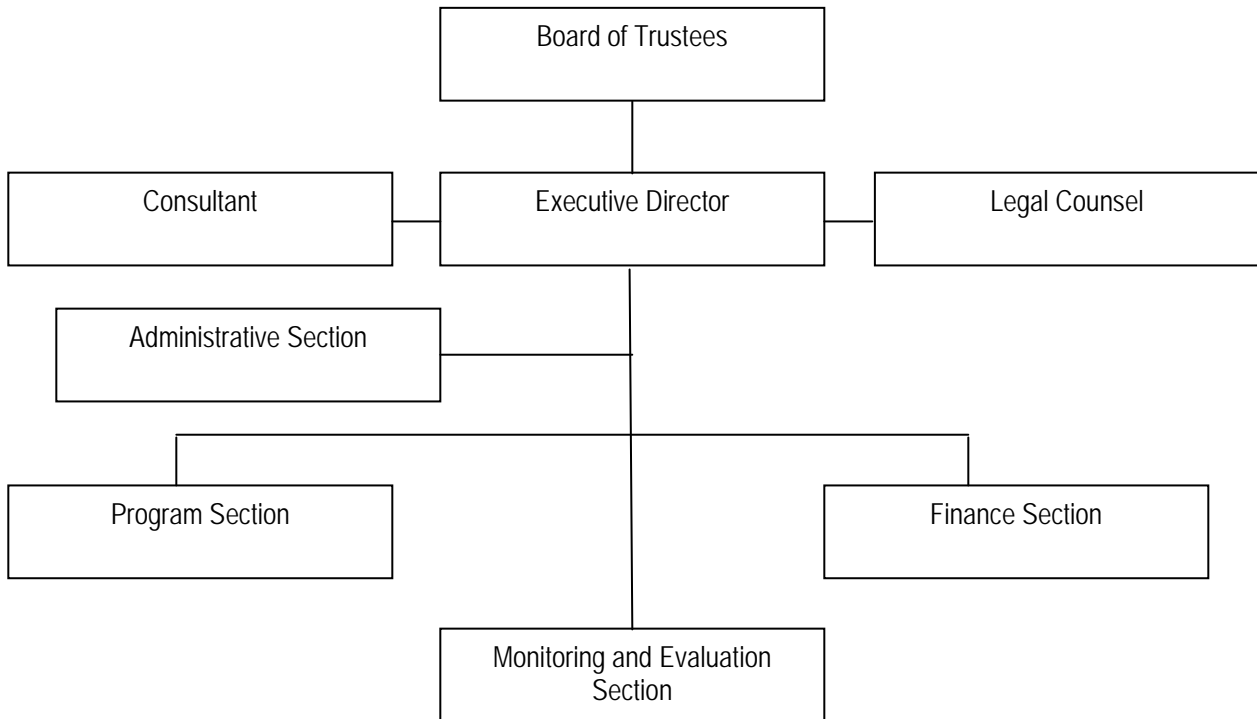 Board of Trustees
Consultant
Executive Director
Legal Counsel
Administrative Section
Program Section
Finance Section
Monitoring and Evaluation
Section